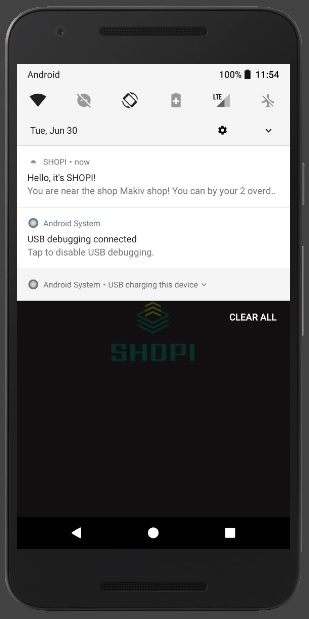 Android 100% 11:54
LTE
Tue, Jun 30
SHOPI • now
Hello, it's SHOPI!
You are near the shop Makiv shop! You can by your 2 overd..
Android System
USB debugging connected
Tap to disable USB debugging.
Android System • USB charging this device
CLEAR ALL
SHOPI